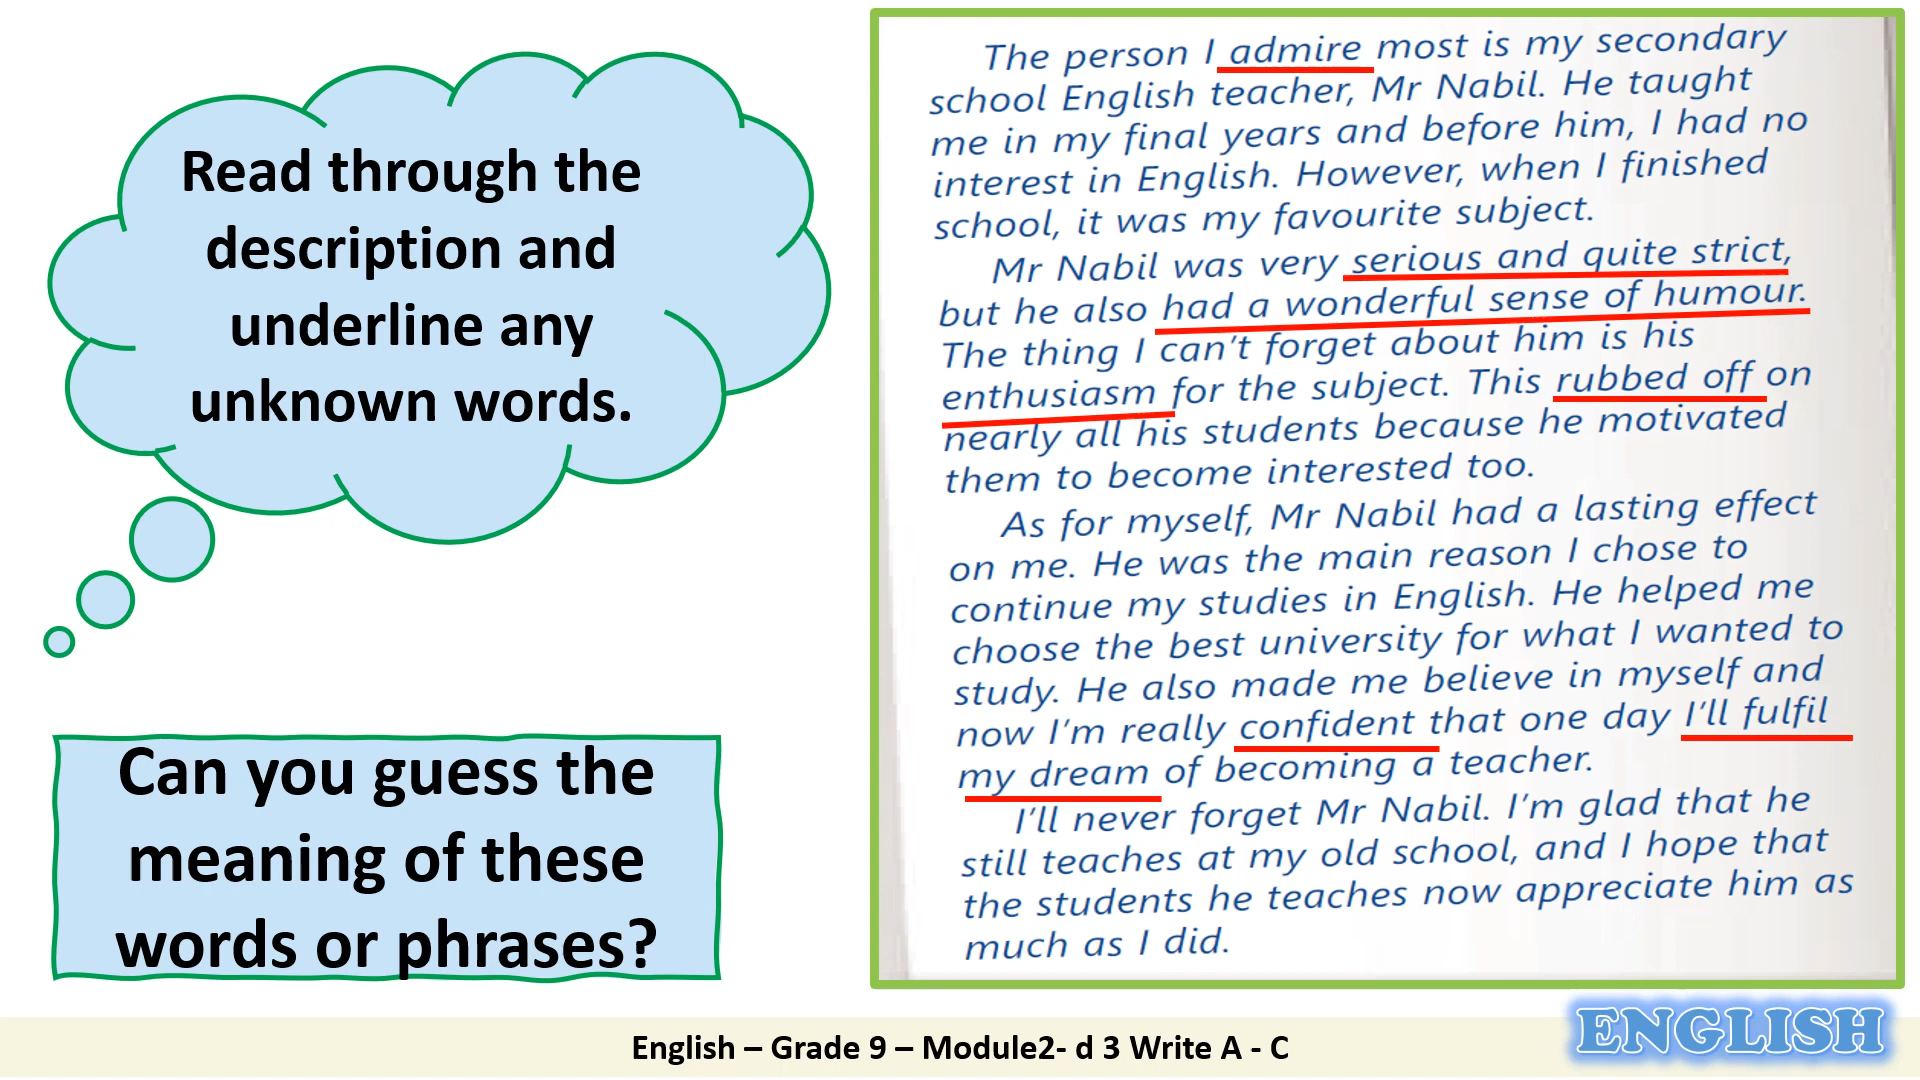 Read through the
description and
underline any
unknown words.
Can you guess the
meaning of these
words or phrases?
The person I admire most is my secondary
school English teacher, Mr Nabil. He taught
me in my final years and before him, I had no
interest in English. However, when I finished
school, it was my favourite subject.
Mr Nabil was very serious and quite strict,
but he also had a wonderful sense of humour.
The thing I can't forget about him is his
enthusiasm for the subject. This rubbed off on
nearly all his students because he motivated
them to become interested too.
As for myself, Mr Nabil had a lasting effect
on me. He was the main reason I chose to
continue my studies in English. He helped me
choose the best university for what I wanted to
study. He also made me believe in myself and
now I'm really confident that one day I'll fulfil
my dream of becoming a teacher.
I'll never forget Mr Nabil. I'm glad that he
still teaches at my old school, and I hope that
the students he teaches now appreciate him as
much as I did.
English – Grade 9 – Module2- d 3 Write A - C
ENGLISH